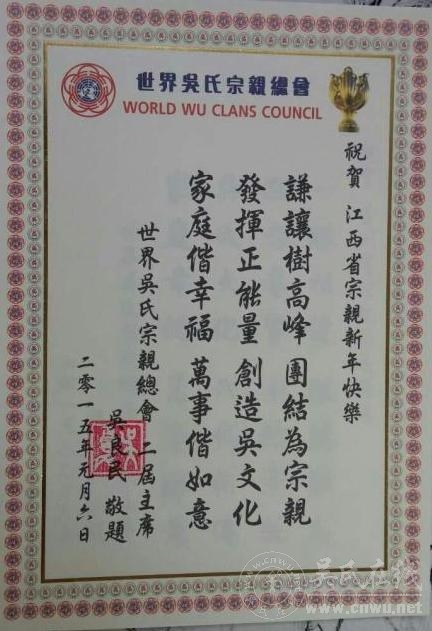 世界吳氏宗親總會
WORLD WU CLANS COUNCIL
祝賀 江西省宗親新年快樂
謙讓樹高峰 團結為宗親
發揮正能量 創造吳文化
家庭偕幸福 萬事偕如意
世界吳氏宗親總會 二屆主席
吳良民 敬題
二零一五年元月六日
吳氏在線
www.cnwu.net